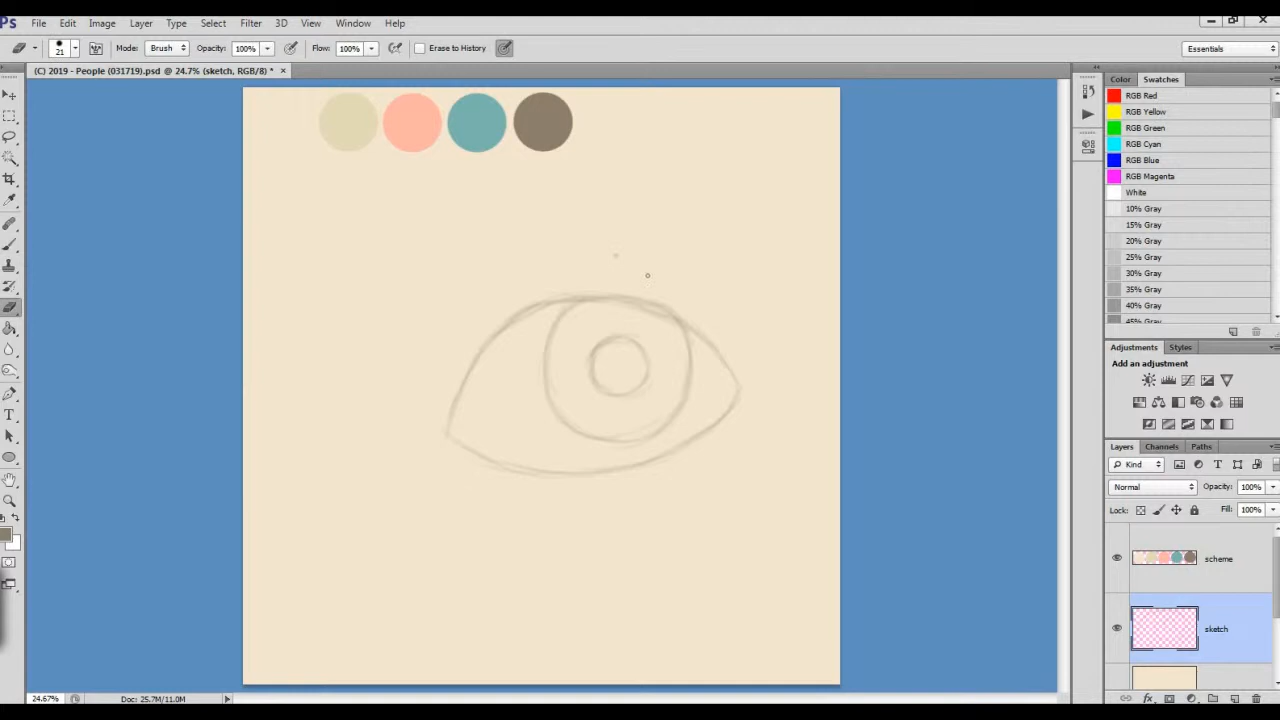 Ps File Edit Image Layer Type Select Filter 3D View Window Help
21 Mode: Brush Opacity: 100% Flow: 100% Erase to History Essentials
(C) 2019 - People (031719).psd @ 24.7% (sketch, RGB/8) * ×
Color Swatches
RGB Red
RGB Yellow
RGB Green
RGB Cyan
RGB Blue
RGB Magenta
White
10% Gray
15% Gray
20% Gray
25% Gray
30% Gray
35% Gray
40% Gray
45% Gray
Adjustments Styles
Add an adjustment
Layers Channels Paths
Kind
Normal Opacity: 100%
Lock: Fill: 100%
scheme
sketch
24.67% Doc: 25.7M/11.0M